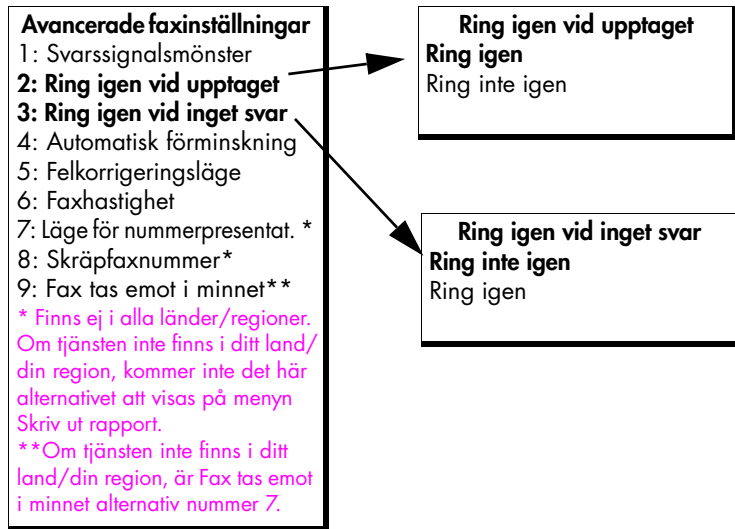 Avancerade faxinställningar
1: Svarssignalsmönster
2: Ring igen vid upptaget
3: Ring igen vid inget svar
4: Automatisk förminskning
5: Felkorrigeringsläge
6: Faxhastighet
7: Läge för nummerpresentat. *
8: Skräpfaxnummer*
9: Fax tas emot i minnet**
* Finns ej i alla länder/regioner.
Om tjänsten inte finns i ditt land/
din region, kommer inte det här
alternativet att visas på menyn
Skriv ut rapport.
**Om tjänsten inte finns i ditt
land/din region, är Fax tas emot
i minnet alternativ nummer 7.
Ring igen vid upptaget
Ring igen
Ring inte igen
Ring igen vid inget svar
Ring inte igen
Ring igen